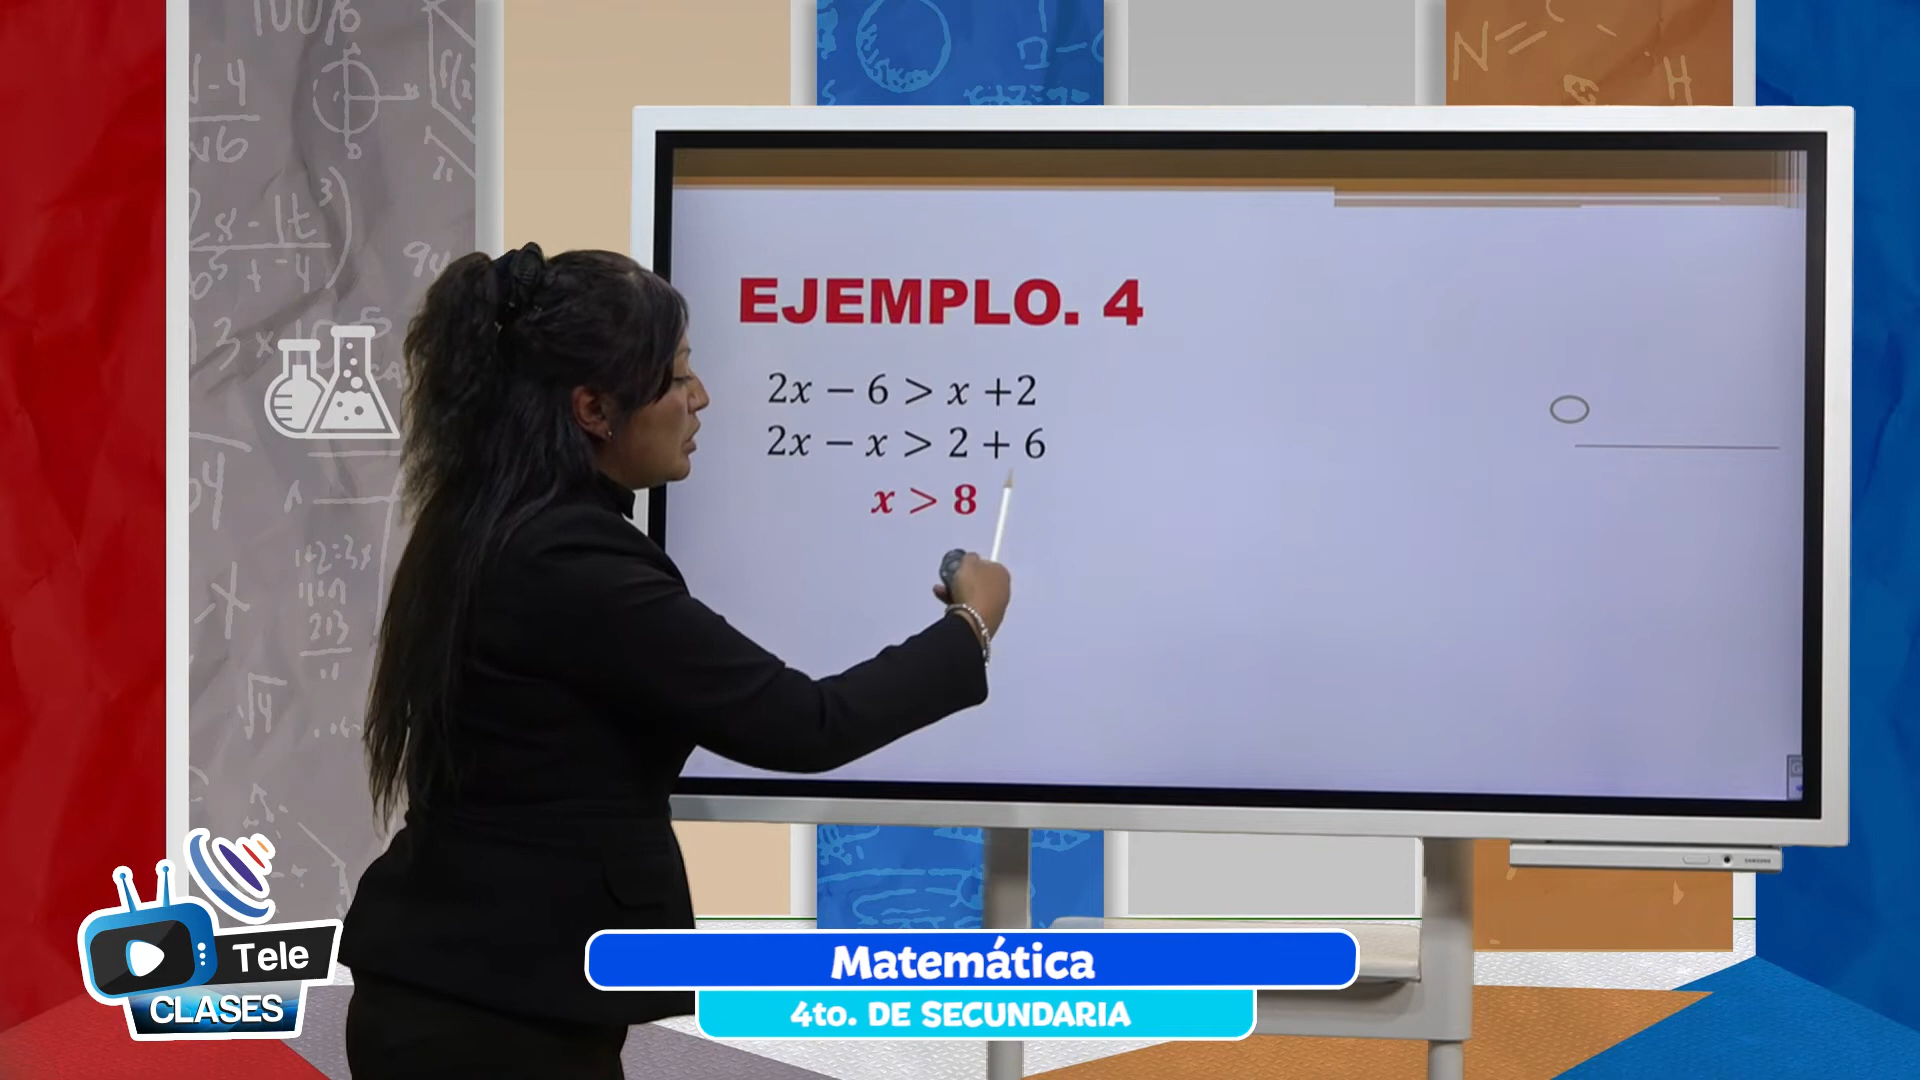 EJEMPLO. 4
2x − 6 > x +2
2x − x > 2 + 6
x > 8
Tele
CLASES
Matemática
4to. DE SECUNDARIA